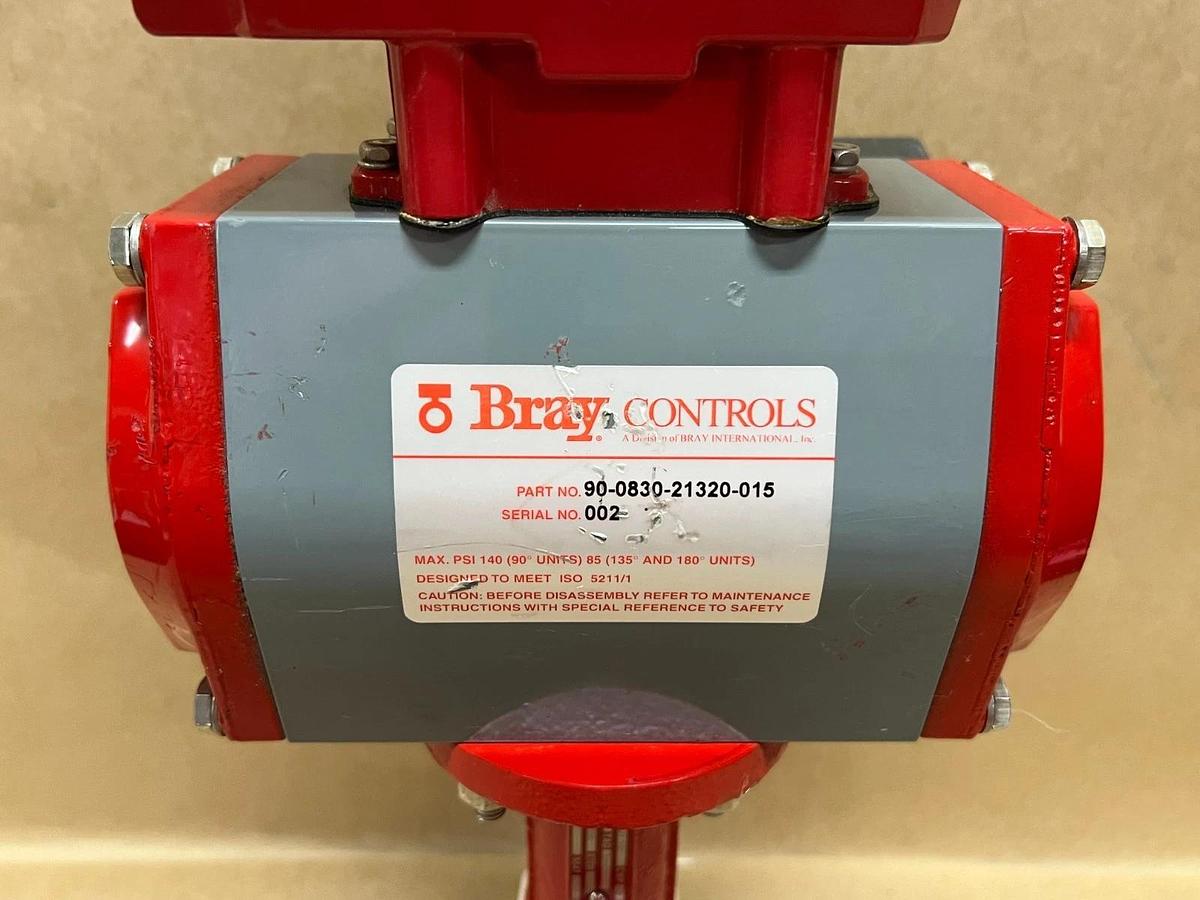 Bray® CONTROLS
A Division of BRAY INTERNATIONAL, Inc.
PART NO. 90-0830-21320-015
SERIAL NO. 002
MAX. PSI 140 (90° UNITS) 85 (135° AND 180° UNITS)
DESIGNED TO MEET ISO 5211/1
CAUTION: BEFORE DISASSEMBLY REFER TO MAINTENANCE
INSTRUCTIONS WITH SPECIAL REFERENCE TO SAFETY